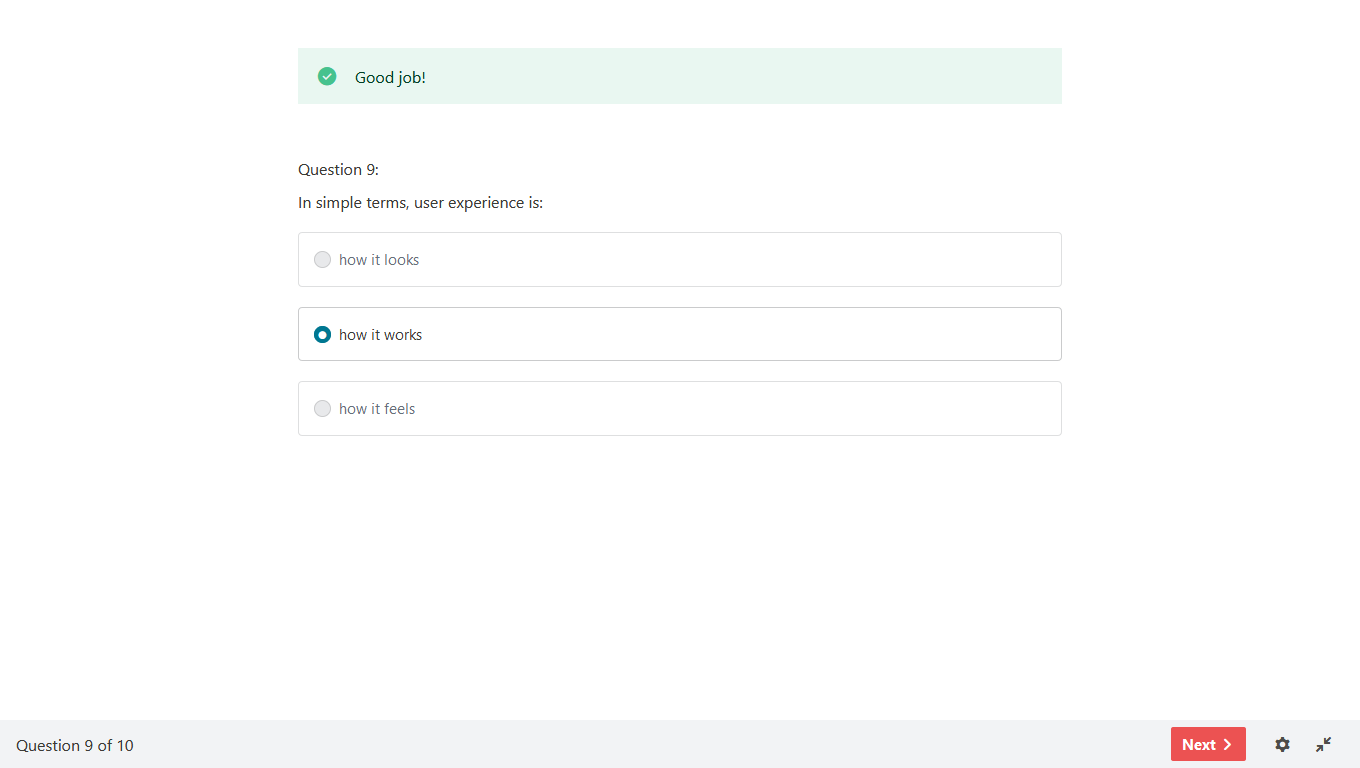 Good job!
Question 9:
In simple terms, user experience is:
how it looks
how it works
how it feels
Question 9 of 10
Next